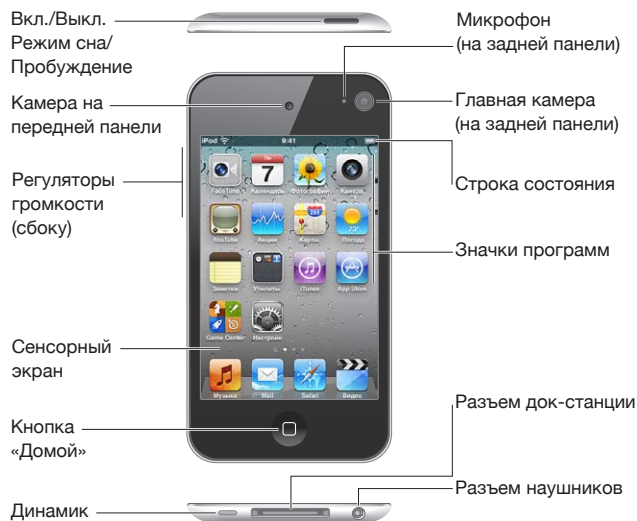 Вкл./Выкл.
Режим сна/
Пробуждение
Камера на
передней панели
Регуляторы
громкости
(сбоку)
Сенсорный
экран
Кнопка
«Домой»
Динамик
Микрофон
(на задней панели)
Главная камера
(на задней панели)
Строка состояния
Значки программ
Разъем док-станции
Разъем наушников
iPod 9:41
7
FaceTime Календарь Фотографии Камера
280
23°
YouTube Акции Карты Погода
Заметки Утилиты iTunes App Store
Game Center Настройки
Музыка Mail Safari Видео